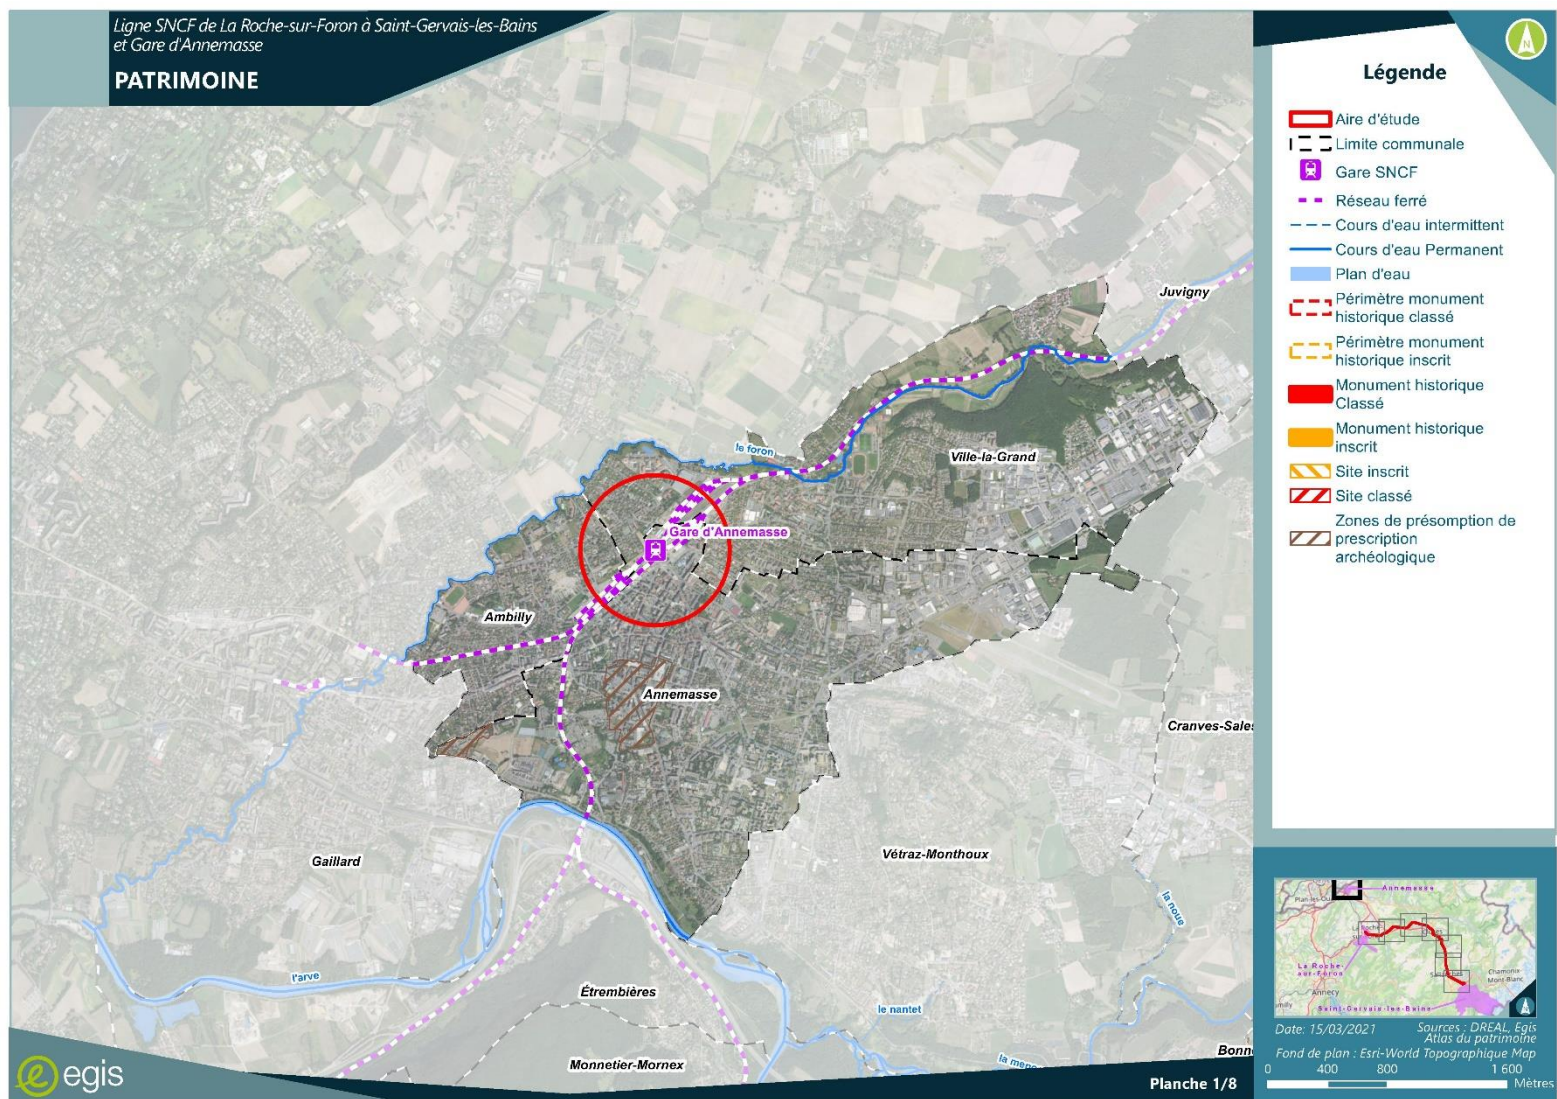 Ligne SNCF de La Roche-sur-Foron à Saint-Gervais-les-Bains
et Gare d'Annemasse
PATRIMOINE
N
Légende
Aire d'étude
Limite communale
Gare SNCF
Réseau ferré
Cours d'eau intermittent
Cours d'eau Permanent
Plan d'eau
Périmètre monument
historique classé
Périmètre monument
historique inscrit
Monument historique
Classé
Monument historique
inscrit
Site inscrit
Site classé
Zones de présomption de
prescription
archéologique
Juvigny
le foron
Ville-la-Grand
Gare d'Annemasse
Ambilly
Annemasse
Cranves-Sales
Gaillard
Vétraz-Monthoux
la noue
l'arve
Étrembières
le nantet
Monnetier-Mornex
la meno
Bonn
Annemasse
La Roche-
sur-Foron
Annecy
Chamonix-
Mont-Blanc
Saint-Gervais-les-Bains
Date: 15/03/2021
Sources : DREAL, Egis
Atlas du patrimoine
Fond de plan : Esri-World Topographique Map
0 400 800 1 600
Mètres
egis
Planche 1/8